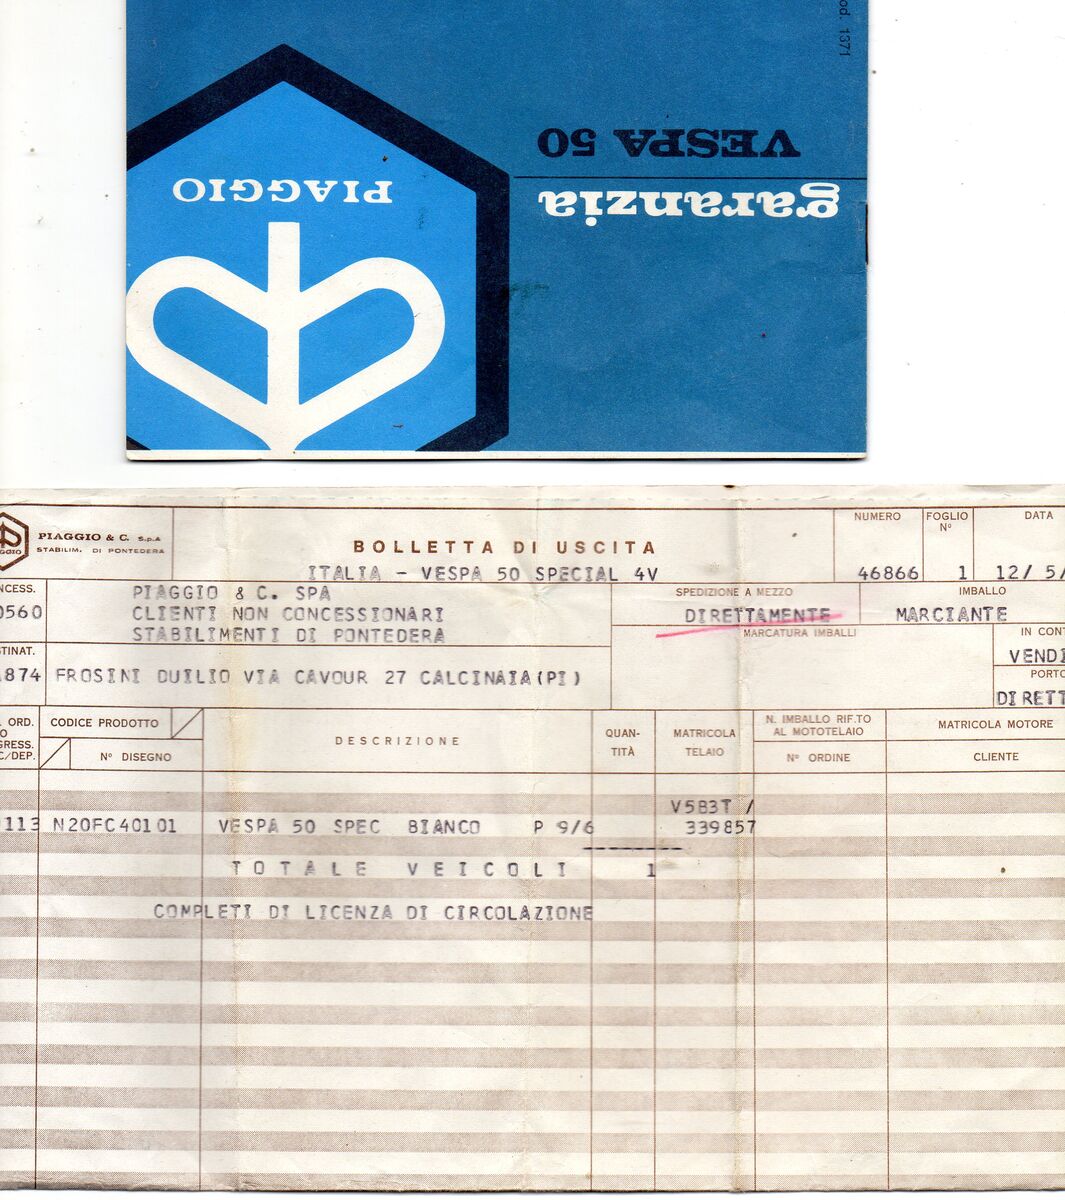 od. 1371
VESPA 50
garanzia
PIAGGIO
PIAGGIO & C. S.p.A
STABILIM. DI PONTEDERA
BOLLETTA DI USCITA
ITALIA - VESPA 50 SPECIAL 4V
NUMERO
46866
FOGLIO
N°
1
DATA
12/ 5/
NCESS.
0560
PIAGGIO & C. SPA
CLIENTI NON CONCESSIONARI
STABILIMENTI DI PONTEDERA
SPEDIZIONE A MEZZO
DIRETTAMENTE
IMBALLO
MARCIANTE
MARCATURA IMBALLI
IN CONT
VENDI
PORTO
DIRETT
TINAT.
874
FROSINI DUILIO VIA CAVOUR 27 CALCINAIA(PI)
. ORD.
O
GRESS.
C/DEP.
CODICE PRODOTTO
N° DISEGNO
DESCRIZIONE
QUAN-
TITÀ
MATRICOLA
TELAIO
N. IMBALLO RIF.TO
AL MOTOTELAIO
N° ORDINE
MATRICOLA MOTORE
CLIENTE
V5B3T /
113 N20FC40101 VESPA 50 SPEC BIANCO P 9/6 339857
TOTALE VEICOLI 1
COMPLETI DI LICENZA DI CIRCOLAZIONE